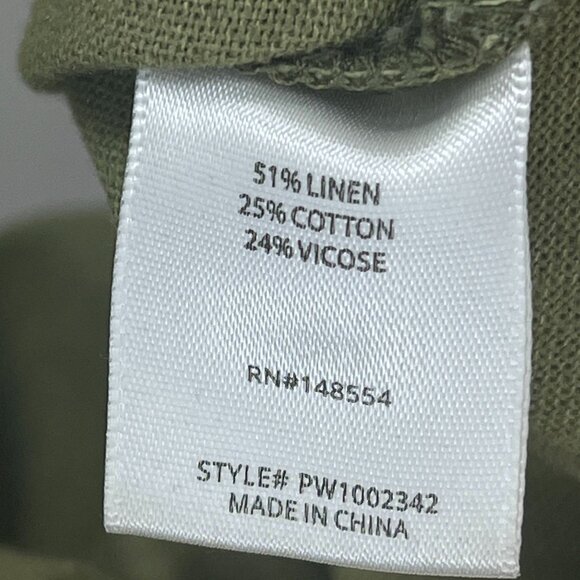 51% LINEN
25% COTTON
24% VICOSE
RN#148554
STYLE# PW1002342
MADE IN CHINA